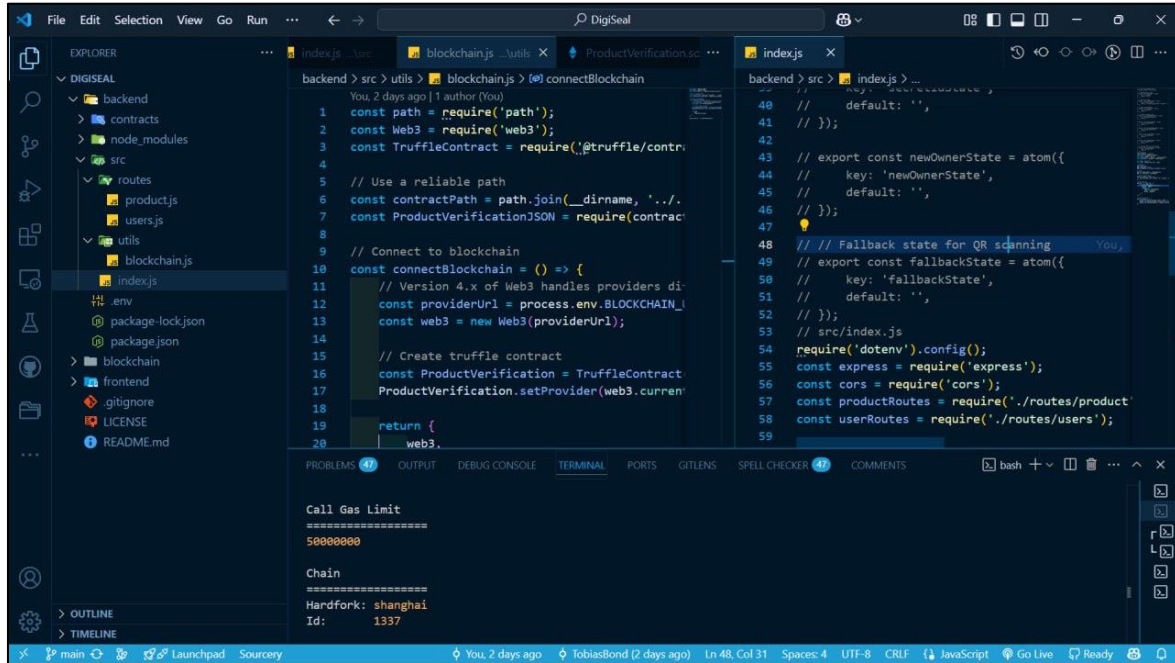 File Edit Selection View Go Run ··· ← → DigiSeal
EXPLORER ···
DIGISEAL
backend
contracts
node_modules
src
routes
product.js
users.js
utils
blockchain.js
index.js
.env
package-lock.json
package.json
blockchain
frontend
.gitignore
LICENSE
README.md
OUTLINE
TIMELINE
index.js ...\src blockchain.js ...\utils × ProductVerification.so ···
backend > src > utils > blockchain.js > connectBlockchain
You, 2 days ago | 1 author (You)
1 const path = require('path');
2 const Web3 = require('web3');
3 const TruffleContract = require('@truffle/contra
4
5 // Use a reliable path
6 const contractPath = path.join(__dirname, '../.
7 const ProductVerificationJSON = require(contract
8
9 // Connect to blockchain
10 const connectBlockchain = () => {
11 // Version 4.x of Web3 handles providers di
12 const providerUrl = process.env.BLOCKCHAIN_
13 const web3 = new Web3(providerUrl);
14
15 // Create truffle contract
16 const ProductVerification = TruffleContract
17 ProductVerification.setProvider(web3.current
18
19 return {
20 web3,
index.js ×
backend > src > index.js > ...
40 // default: '',
41 // });
42
43 // export const newOwnerState = atom({
44 // key: 'newOwnerState',
45 // default: '',
46 // });
47
48 // // Fallback state for QR scanning You,
49 // export const fallbackState = atom({
50 // key: 'fallbackState',
51 // default: '',
52 // });
53 // src/index.js
54 require('dotenv').config();
55 const express = require('express');
56 const cors = require('cors');
57 const productRoutes = require('./routes/product'
58 const userRoutes = require('./routes/users');
59
PROBLEMS 47 OUTPUT DEBUG CONSOLE TERMINAL PORTS GITLENS SPELL CHECKER 47 COMMENTS bash
Call Gas Limit
==================
50000000
Chain
==================
Hardfork: shanghai
Id: 1337
main Launchpad Sourcery You, 2 days ago TobiasBond (2 days ago) Ln 48, Col 31 Spaces: 4 UTF-8 CRLF JavaScript Go Live Ready